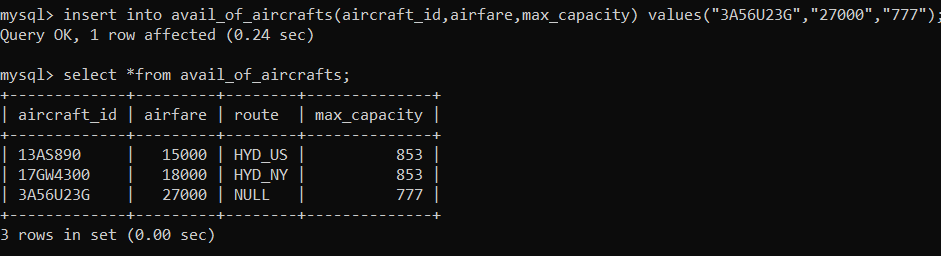 mysql> insert into avail_of_aircrafts(aircraft_id,airfare,max_capacity) values("3A56U23G","27000","777");
Query OK, 1 row affected (0.24 sec)
mysql> select *from avail_of_aircrafts;
+-------------+---------+--------+--------------+
| aircraft_id | airfare | route  | max_capacity |
+-------------+---------+--------+--------------+
| 13AS890     |   15000 | HYD_US |          853 |
| 17GW4300    |   18000 | HYD_NY |          853 |
| 3A56U23G    |   27000 | NULL   |          777 |
+-------------+---------+--------+--------------+
3 rows in set (0.00 sec)